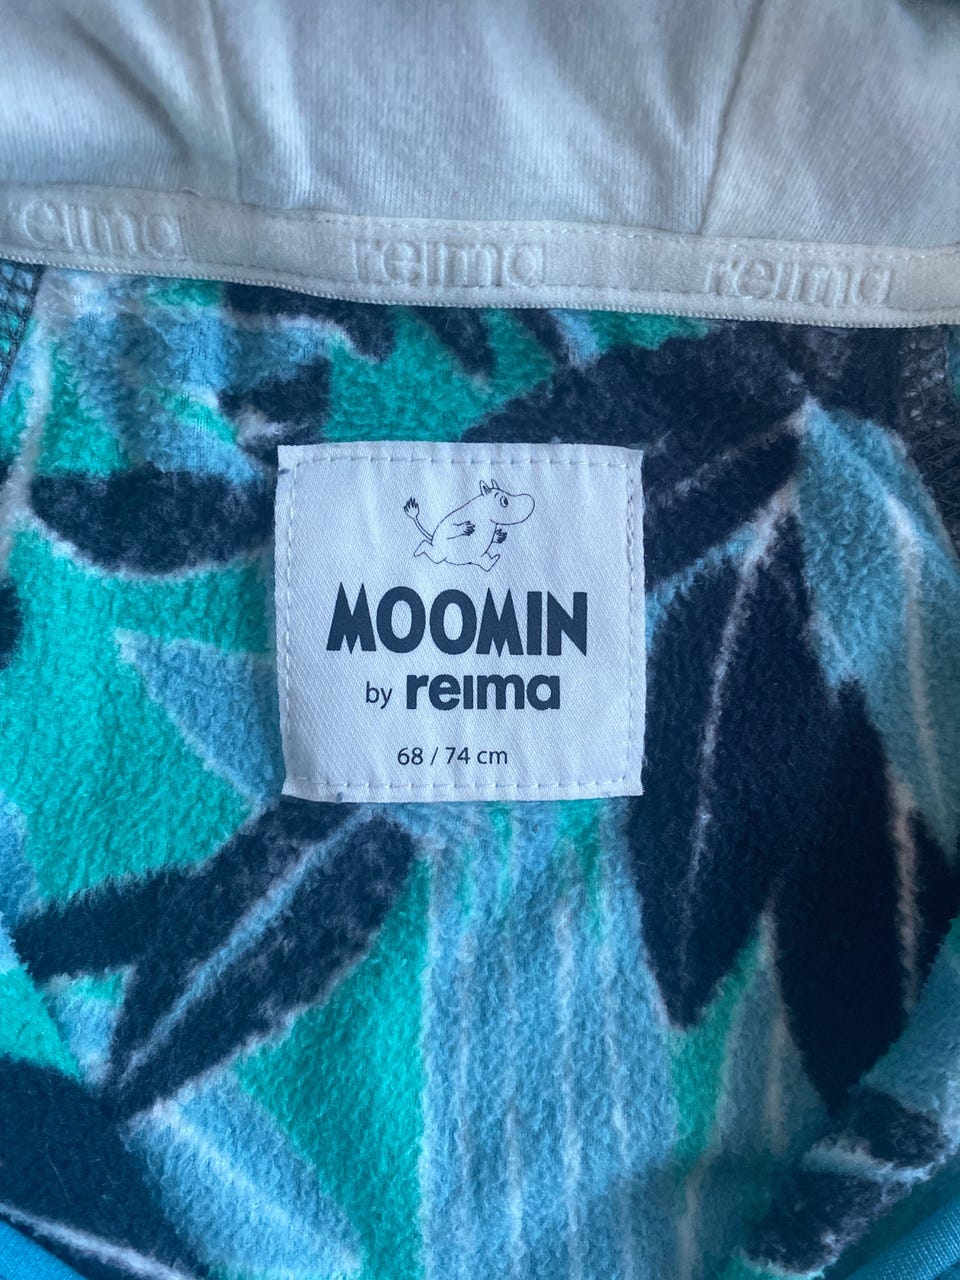 reima reima reima
MOOMIN
by reima
68 / 74 cm